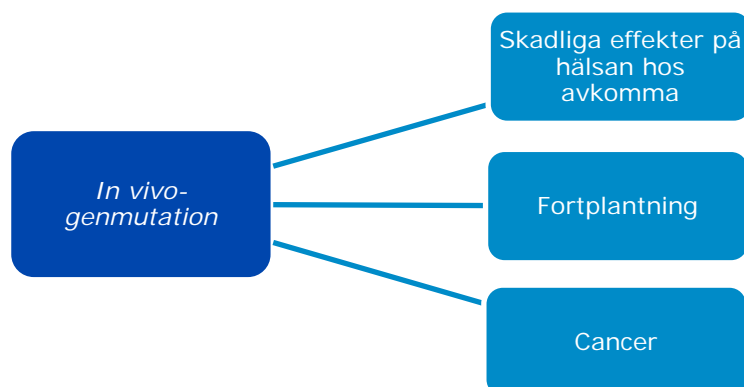 Skadliga effekter på
hälsan hos
avkomma
In vivo-
genmutation
Fortplantning
Cancer